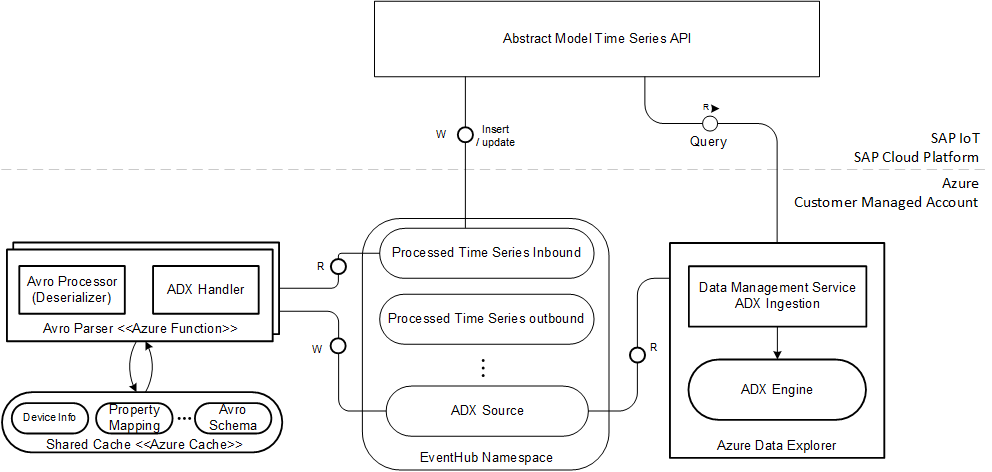 Abstract Model Time Series API
W
Insert
/ update
R
Query
SAP IoT
SAP Cloud Platform
Azure
Customer Managed Account
Avro Processor
(Deserializer)
ADX Handler
Avro Parser <<Azure Function>>
R
W
Device Info
Property
Mapping
Avro
Schema
Shared Cache <<Azure Cache>>
Processed Time Series Inbound
Processed Time Series outbound
ADX Source
EventHub Namespace
R
Data Management Service
ADX Ingestion
ADX Engine
Azure Data Explorer